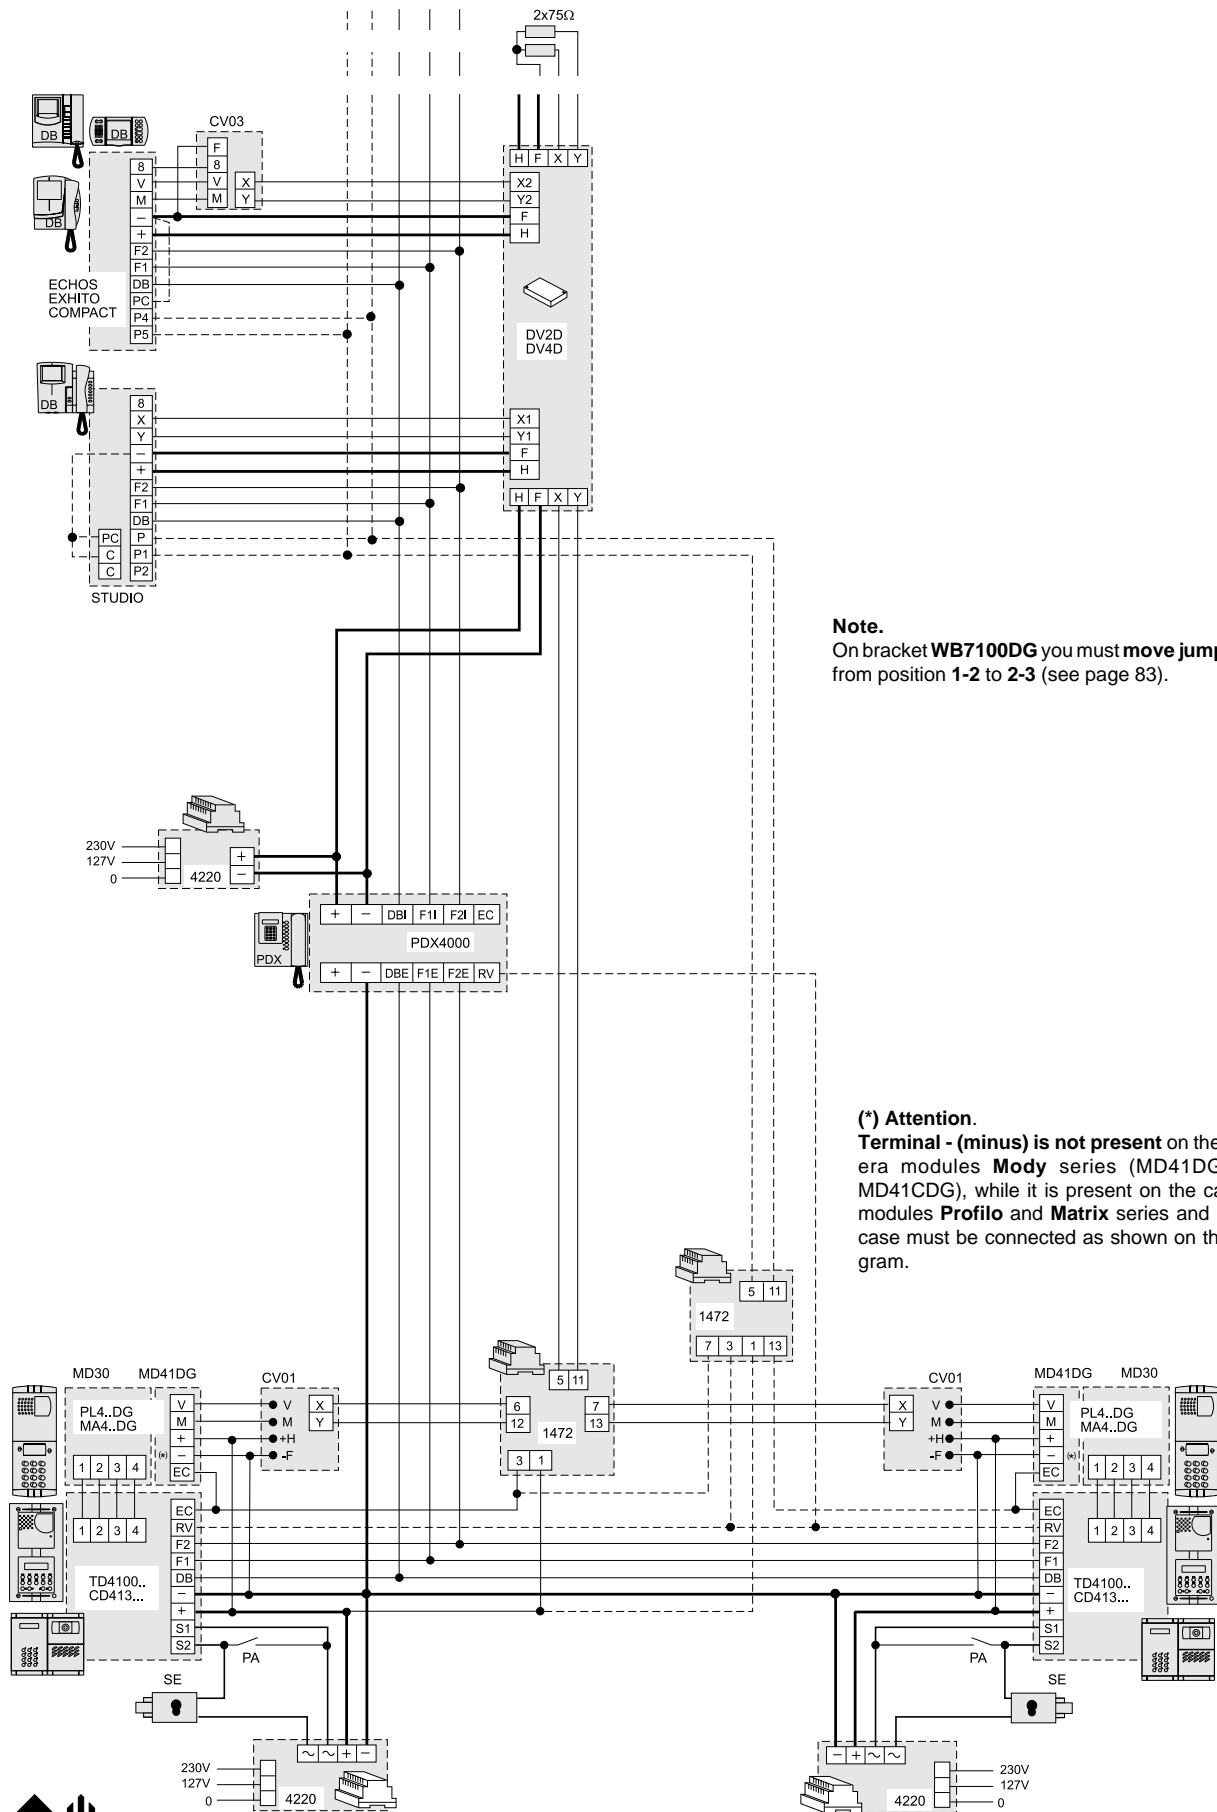 2x75Ω
H F X Y
CV03
F
8
V X
M Y
DB
DB
DB
8
V
M
−
+
F2
F1
DB
PC
P4
P5
ECHOS
EXHITO
COMPACT
X2
Y2
F
H
DV2D
DV4D
X1
Y1
F
H
H F X Y
DB
8
X
Y
−
+
F2
F1
DB
P
P1
P2
PC
C
C
STUDIO
Note.
On bracket WB7100DG you must move jump
from position 1-2 to 2-3 (see page 83).
230V
127V
0
4220
+
−
PDX
+ − DBI F1I F2I EC
PDX4000
+ − DBE F1E F2E RV
(*) Attention.
Terminal - (minus) is not present on the
era modules Mody series (MD41DG
MD41CDG), while it is present on the ca
modules Profilo and Matrix series and
case must be connected as shown on th
gram.
5 11
1472
7 3 1 13
MD30 MD41DG CV01
PL4..DG
MA4..DG
V
M
+
(*) −
EC
V X
M Y
+H
-F
1 2 3 4
5 11
6 7
12 13
1472
3 1
CV01 MD41DG MD30
X V
Y M
+H
-F
V
M
+
− (*)
EC
PL4..DG
MA4..DG
1 2 3 4
1 2 3 4
TD4100..
CD413...
EC
RV
F2
F1
DB
−
+
S1
S2
PA
SE
EC
RV
F2
F1
DB
−
+
S1
S2
1 2 3 4
TD4100..
CD413...
PA
SE
~ ~ + −
230V
127V
0
4220
− + ~ ~
4220
230V
127V
0